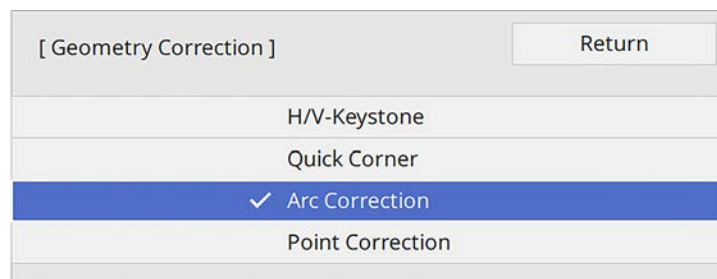 [ Geometry Correction ]
Return
H/V-Keystone
Quick Corner
Arc Correction
Point Correction